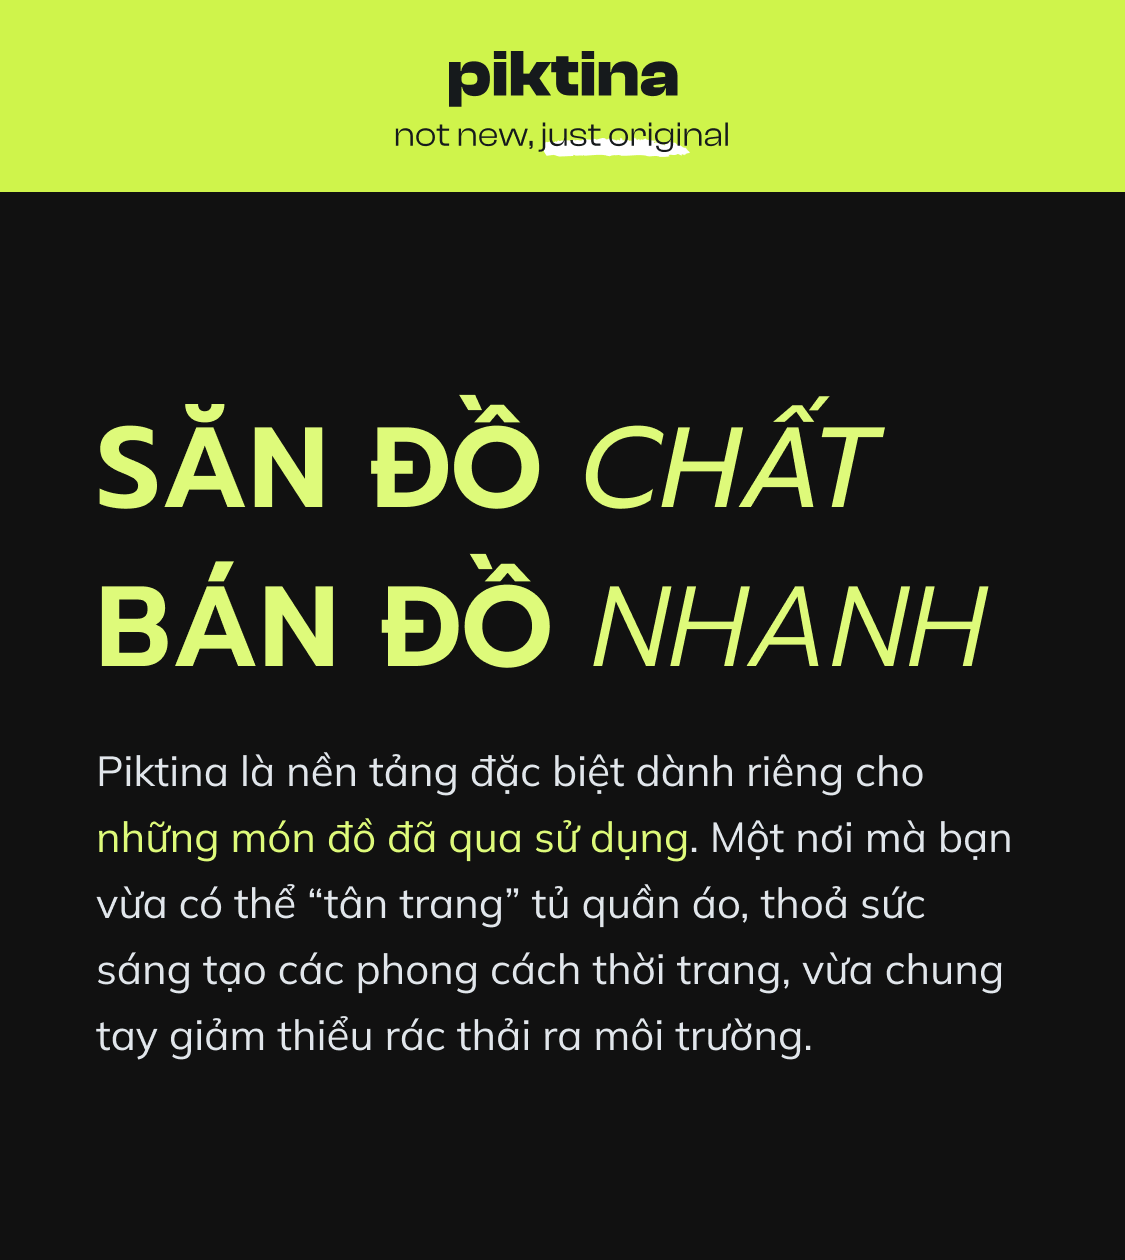 piktina
not new, just original
SĂN ĐỒ CHẤT
BÁN ĐỒ NHANH
Piktina là nền tảng đặc biệt dành riêng cho
những món đồ đã qua sử dụng. Một nơi mà bạn
vừa có thể “tân trang” tủ quần áo, thoả sức
sáng tạo các phong cách thời trang, vừa chung
tay giảm thiểu rác thải ra môi trường.